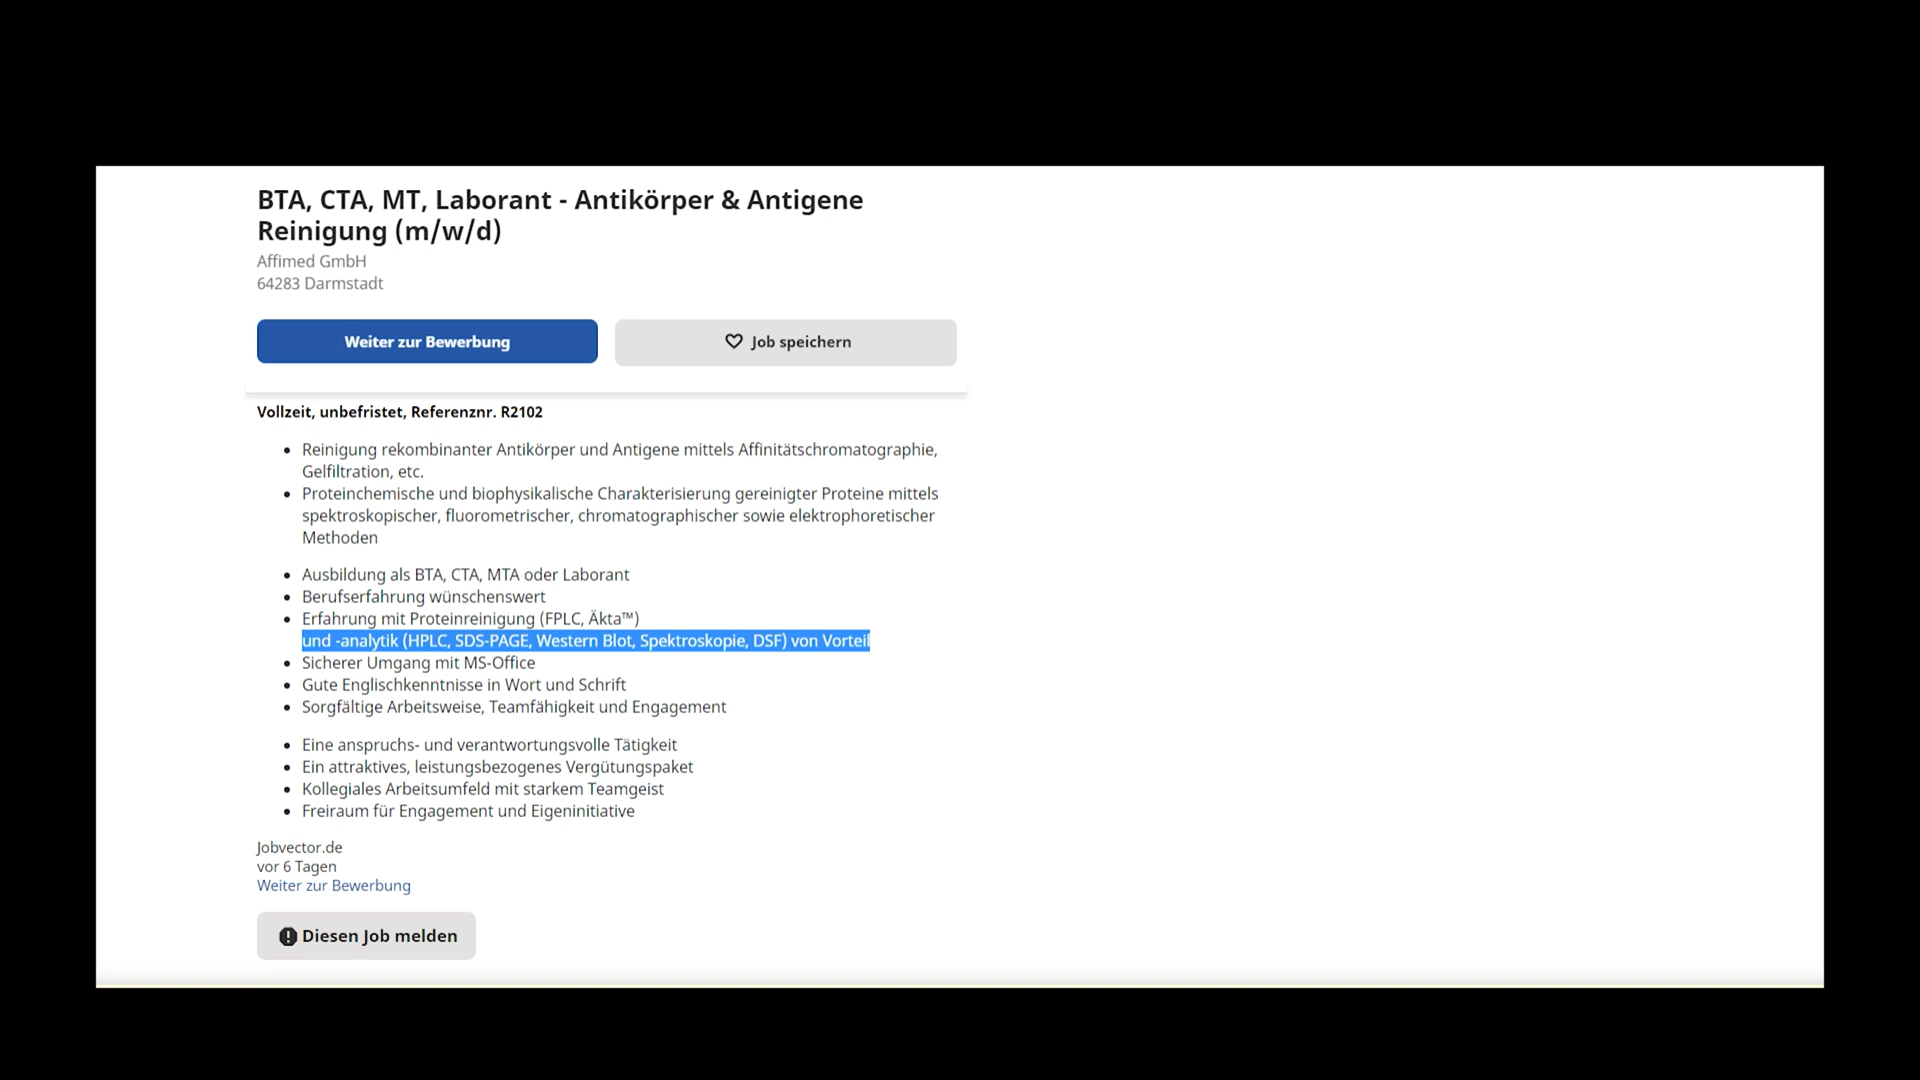 BTA, CTA, MT, Laborant - Antikörper & Antigene
Reinigung (m/w/d)
Affimed GmbH
64283 Darmstadt
Weiter zur Bewerbung
Job speichern
Vollzeit, unbefristet, Referenznr. R2102
• Reinigung rekombinanter Antikörper und Antigene mittels Affinitätschromatographie,
Gelfiltration, etc.
• Proteinchemische und biophysikalische Charakterisierung gereinigter Proteine mittels
spektroskopischer, fluorometrischer, chromatographischer sowie elektrophoretischer
Methoden
• Ausbildung als BTA, CTA, MTA oder Laborant
• Berufserfahrung wünschenswert
• Erfahrung mit Proteinreinigung (FPLC, Äkta™)
und -analytik (HPLC, SDS-PAGE, Western Blot, Spektroskopie, DSF) von Vorteil
• Sicherer Umgang mit MS-Office
• Gute Englischkenntnisse in Wort und Schrift
• Sorgfältige Arbeitsweise, Teamfähigkeit und Engagement
• Eine anspruchs- und verantwortungsvolle Tätigkeit
• Ein attraktives, leistungsbezogenes Vergütungspaket
• Kollegiales Arbeitsumfeld mit starkem Teamgeist
• Freiraum für Engagement und Eigeninitiative
Jobvector.de
vor 6 Tagen
Weiter zur Bewerbung
Diesen Job melden